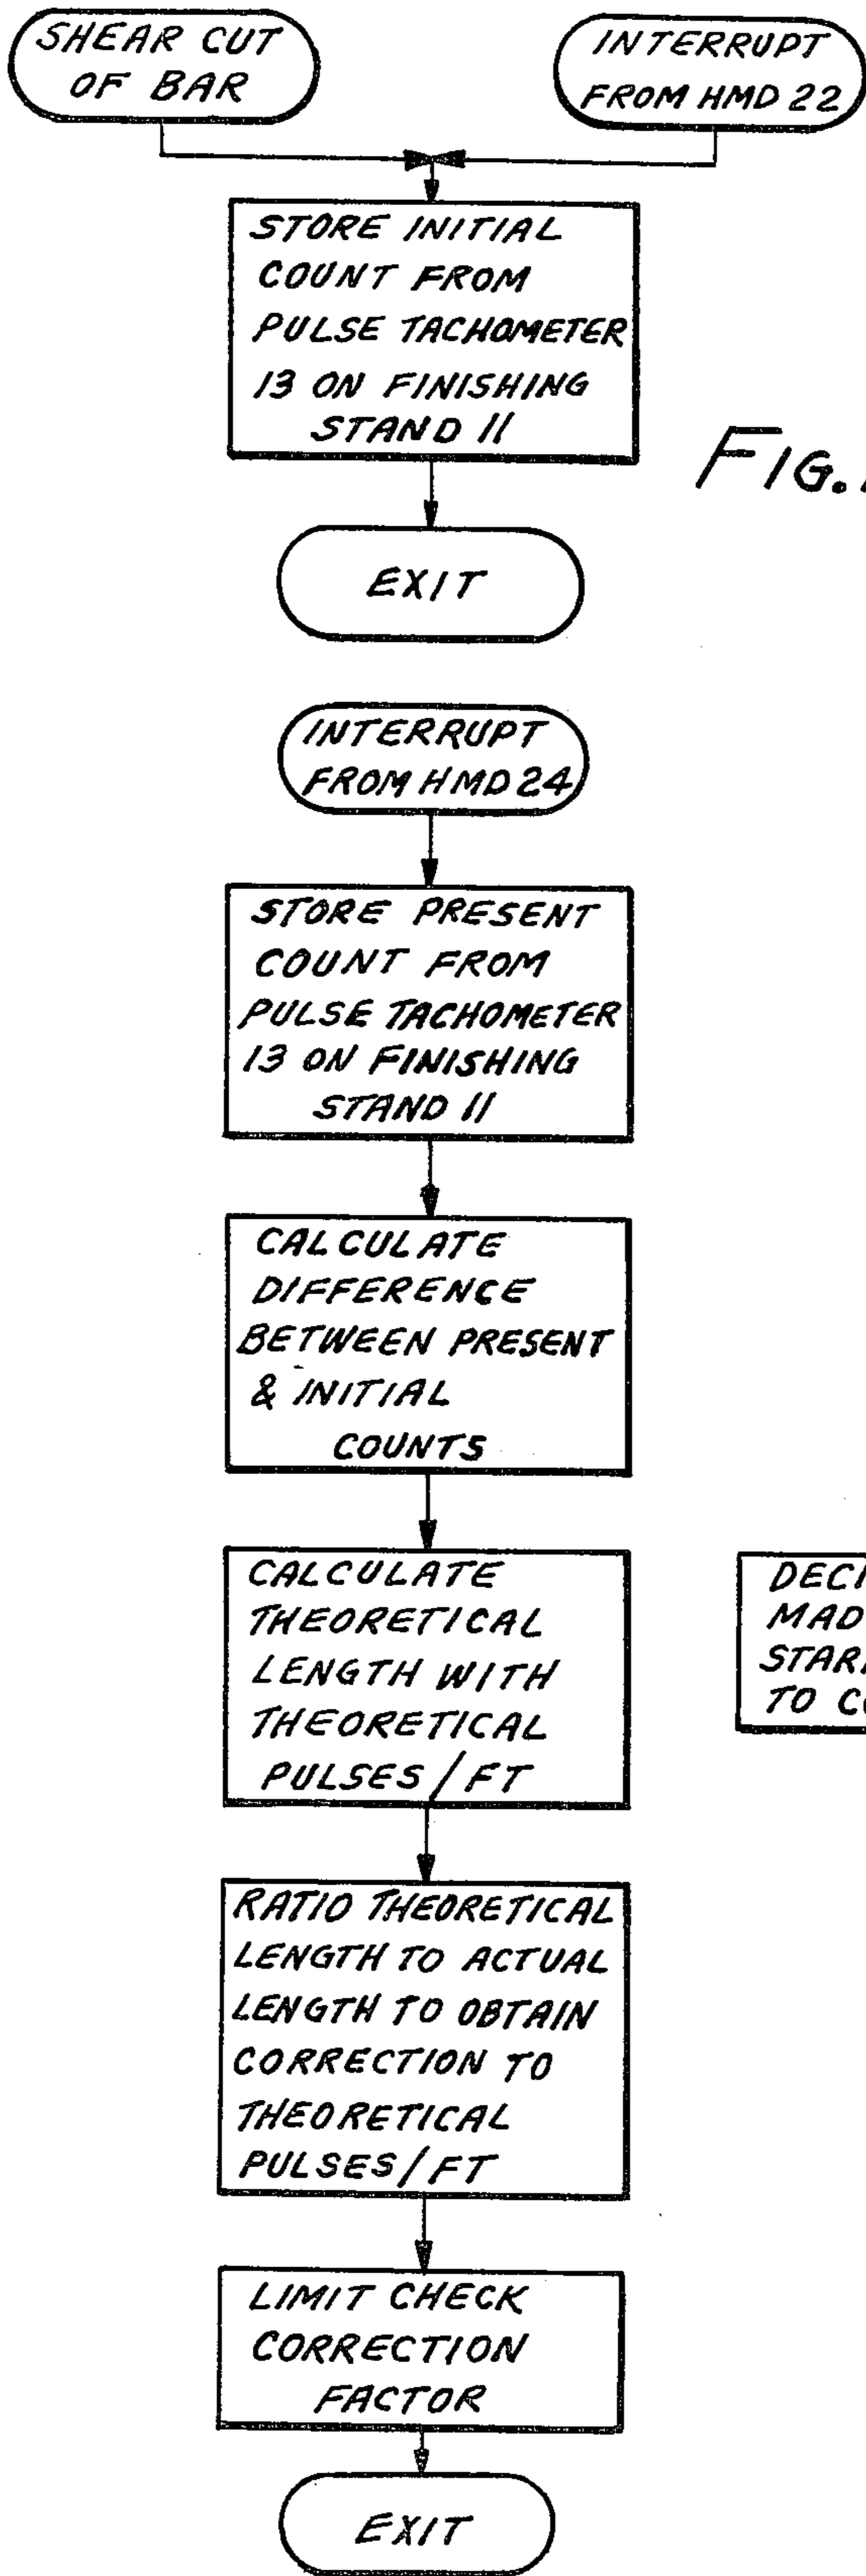 SHEAR CUT
OF BAR
INTERRUPT
FROM HMD 22
STORE INITIAL
COUNT FROM
PULSE TACHOMETER
13 ON FINISHING
STAND 11
FIG.
EXIT
INTERRUPT
FROM HMD 24
STORE PRESENT
COUNT FROM
PULSE TACHOMETER
13 ON FINISHING
STAND 11
CALCULATE
DIFFERENCE
BETWEEN PRESENT
& INITIAL
COUNTS
CALCULATE
THEORETICAL
LENGTH WITH
THEORETICAL
PULSES/FT
RATIO THEORETICAL
LENGTH TO ACTUAL
LENGTH TO OBTAIN
CORRECTION TO
THEORETICAL
PULSES/FT
LIMIT CHECK
CORRECTION
FACTOR
EXIT
TO